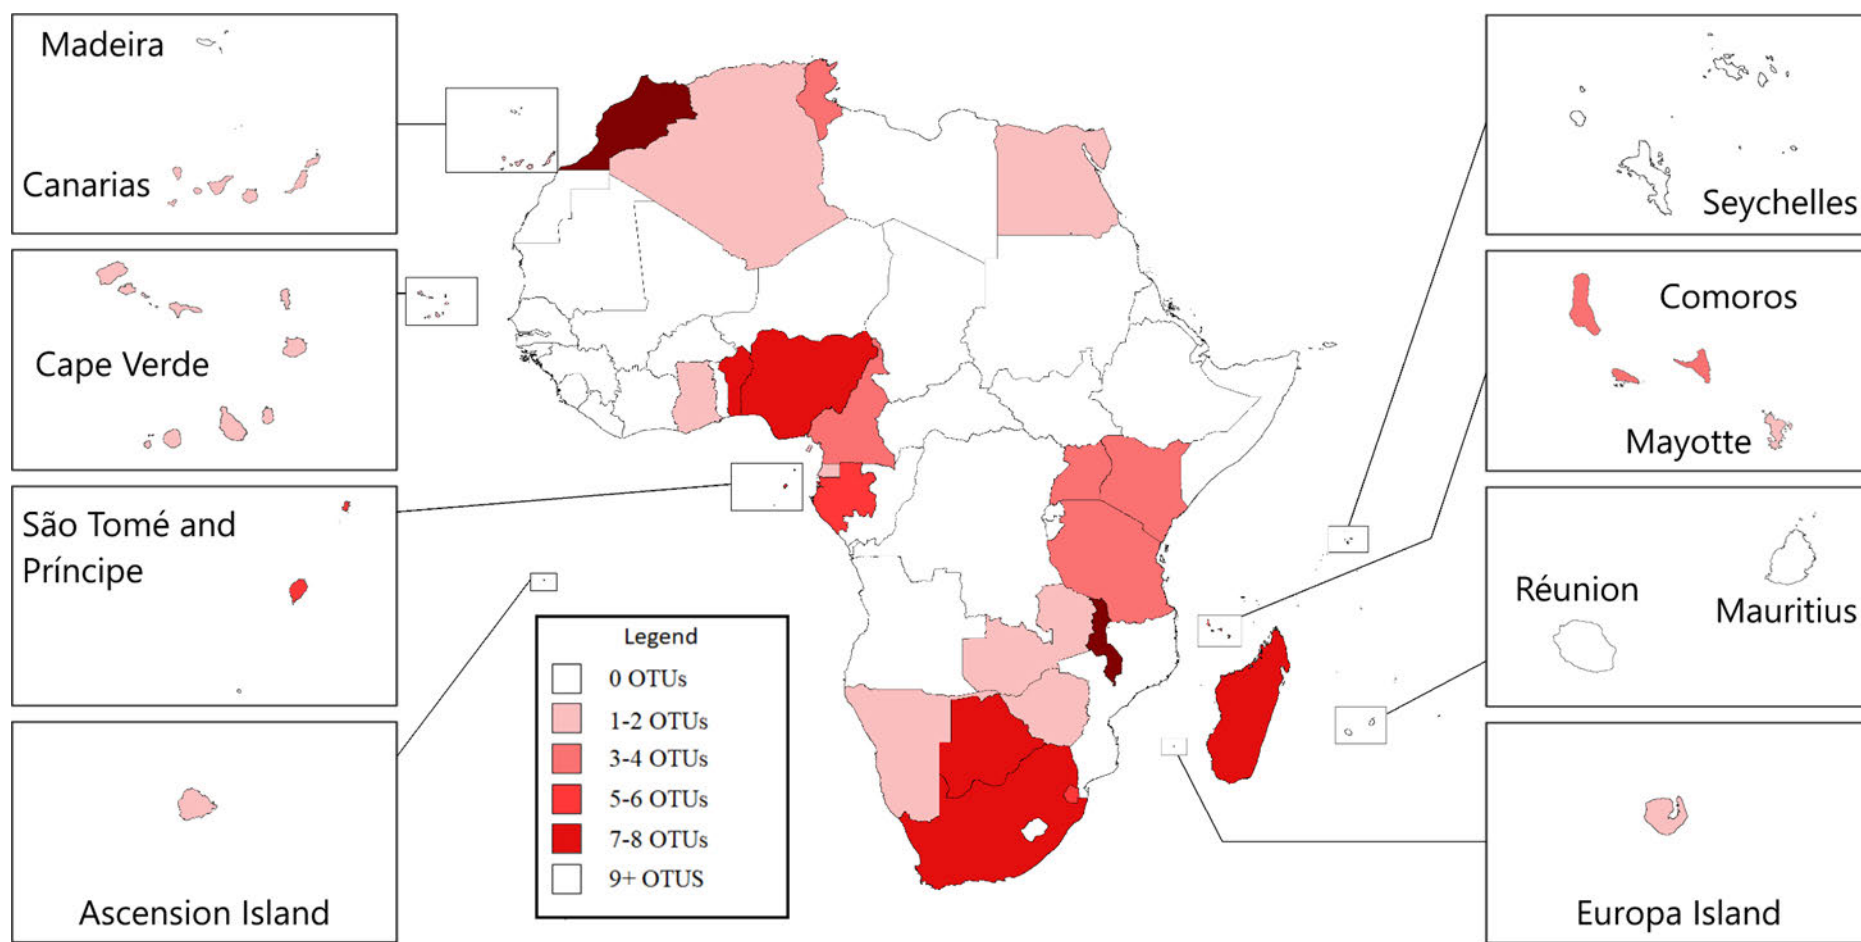 Madeira
Canarias
Cape Verde
São Tomé and
Príncipe
Ascension Island
Legend
0 OTUs
1-2 OTUs
3-4 OTUs
5-6 OTUs
7-8 OTUs
9+ OTUS
Seychelles
Comoros
Mayotte
Réunion
Mauritius
Europa Island